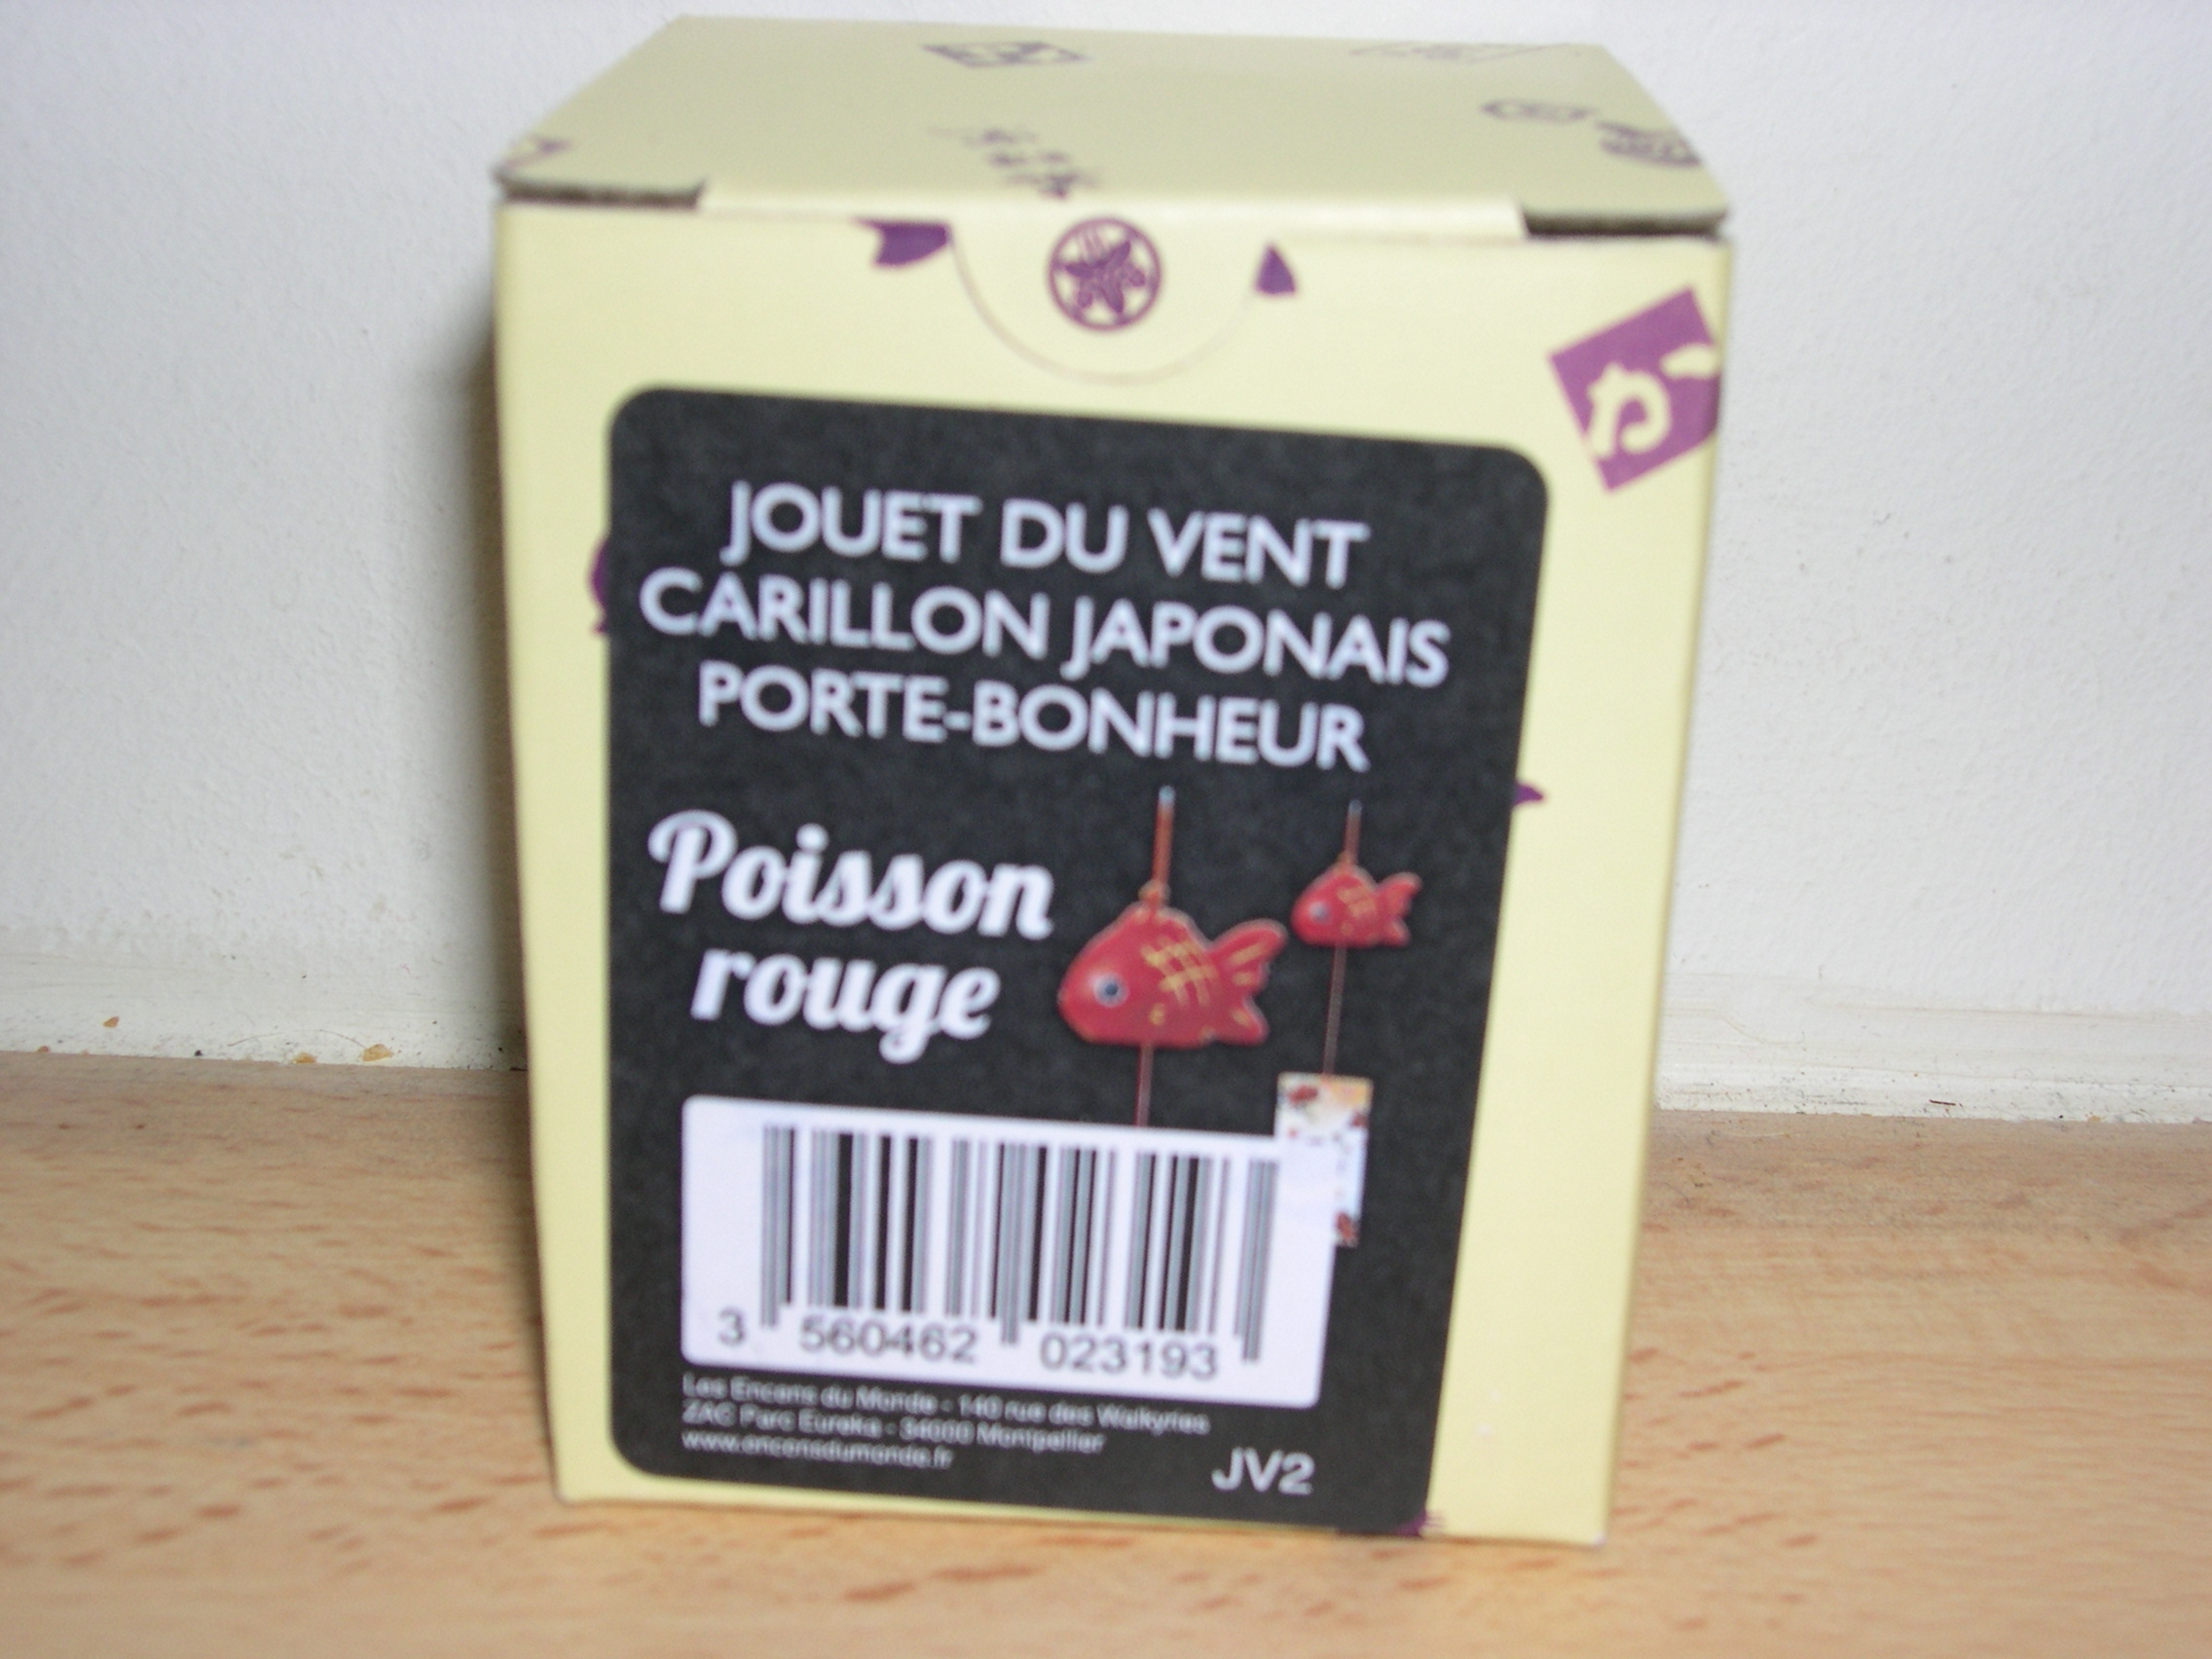 JOUET DU VENT
CARILLON JAPONAIS
PORTE-BONHEUR
Poisson
rouge
3 560462 023193
Les Encens du Monde - 140 rue des Walkyries
ZAC Parc Eureka - 34000 Montpellier
www.encensdumonde.fr
JV2